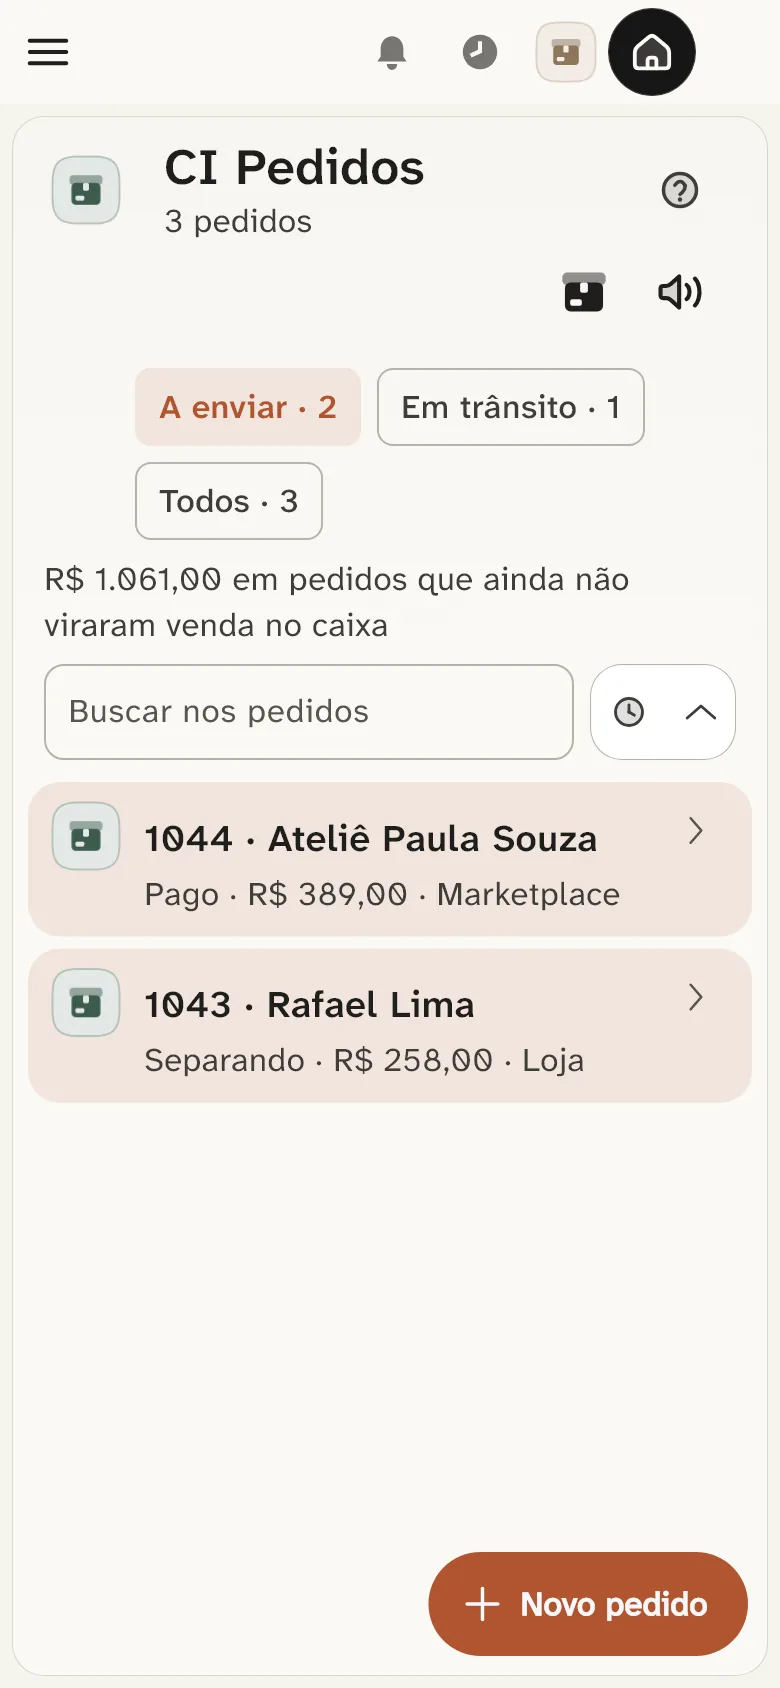 CI Pedidos
3 pedidos
A enviar · 2
Em trânsito · 1
Todos · 3
R$ 1.061,00 em pedidos que ainda não
viraram venda no caixa
Buscar nos pedidos
1044 · Ateliê Paula Souza
Pago · R$ 389,00 · Marketplace
1043 · Rafael Lima
Separando · R$ 258,00 · Loja
Novo pedido